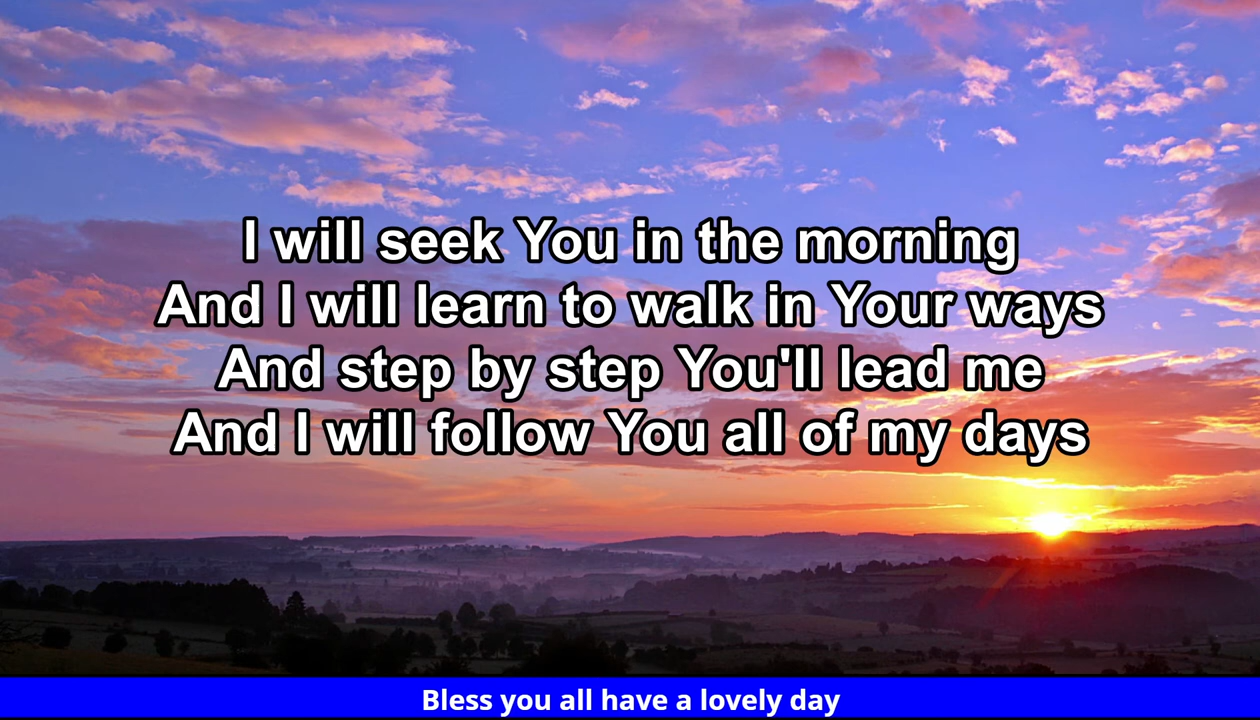 I will seek You in the morning
And I will learn to walk in Your ways
And step by step You'll lead me
And I will follow You all of my days
Bless you all have a lovely day